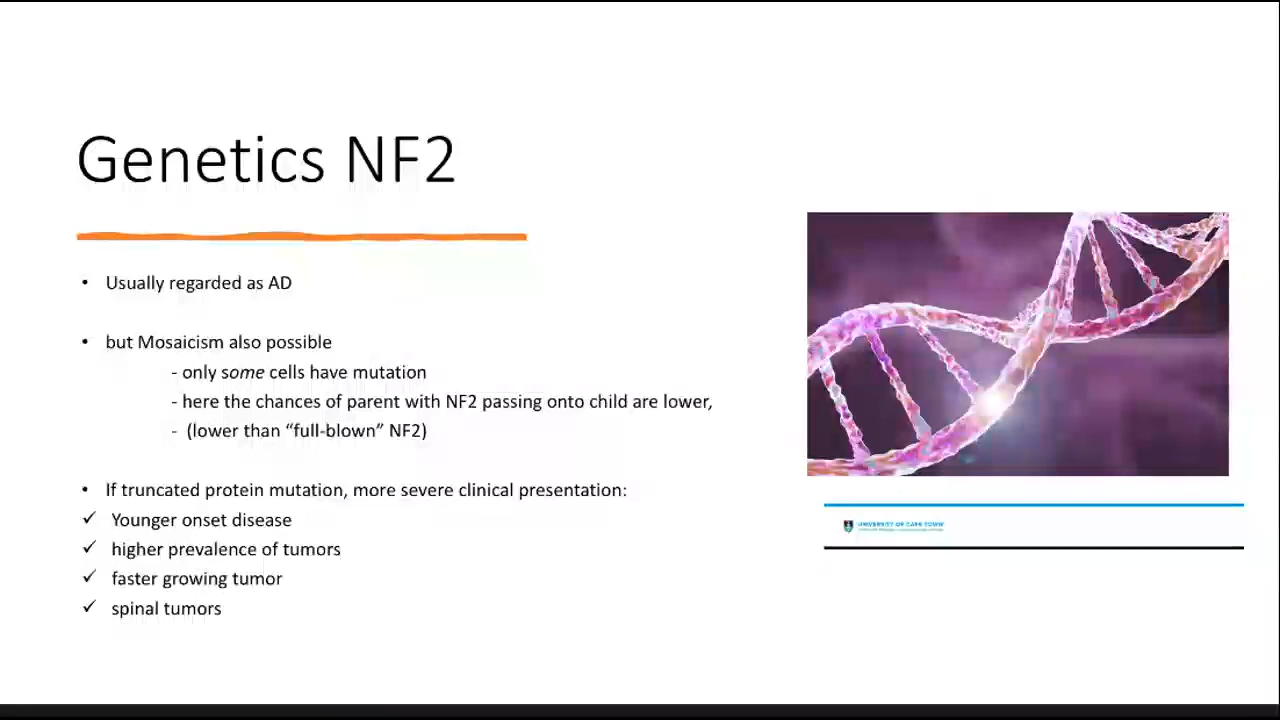 Genetics NF2
• Usually regarded as AD
• but Mosaicism also possible
- only some cells have mutation
- here the chances of parent with NF2 passing onto child are lower,
- (lower than “full-blown” NF2)
• If truncated protein mutation, more severe clinical presentation:
✓ Younger onset disease
✓ higher prevalence of tumors
✓ faster growing tumor
✓ spinal tumors
UNIVERSITY OF CAPE TOWN